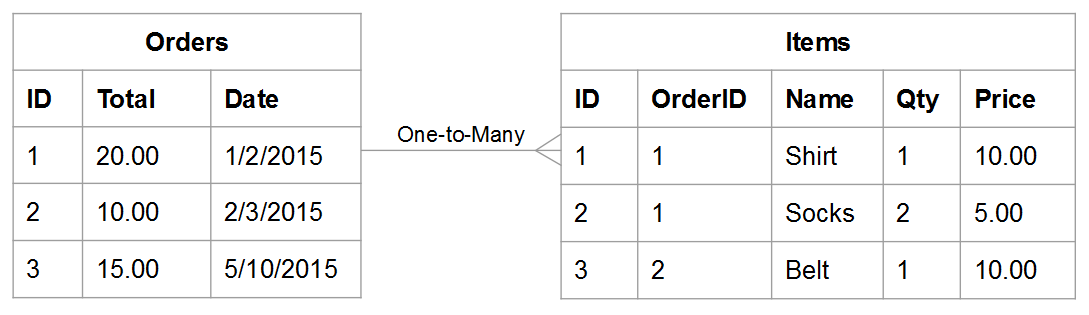 Orders
ID Total Date
1 20.00 1/2/2015
2 10.00 2/3/2015
3 15.00 5/10/2015
One-to-Many
Items
ID OrderID Name Qty Price
1 1 Shirt 1 10.00
2 1 Socks 2 5.00
3 2 Belt 1 10.00